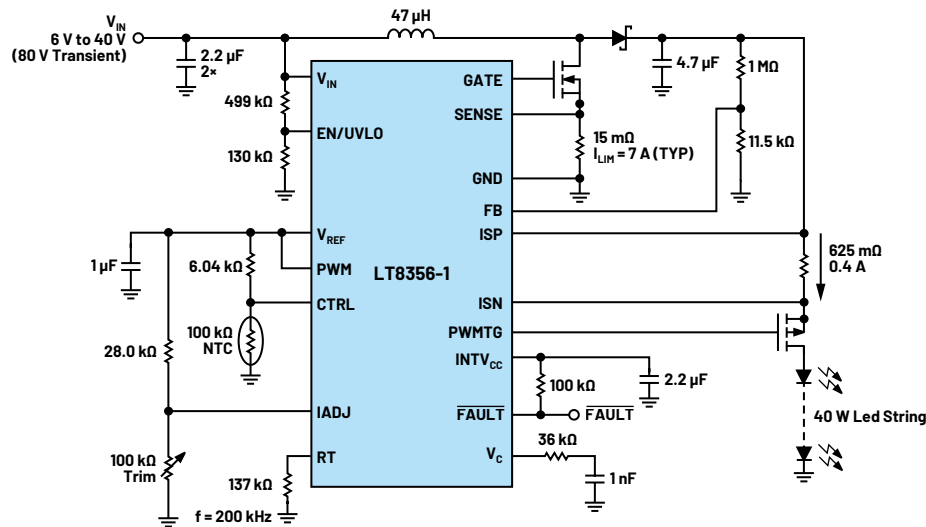 V_IN
6 V to 40 V
(80 V Transient)
2.2 µF
2×
47 µH
499 kΩ
130 kΩ
V_IN
EN/UVLO
GATE
SENSE
GND
FB
ISP
15 mΩ
I_LIM = 7 A (TYP)
4.7 µF
1 MΩ
11.5 kΩ
1 µF
6.04 kΩ
V_REF
PWM
LT8356-1
CTRL
100 kΩ
NTC
28.0 kΩ
ISN
PWMTG
INTV_CC
625 mΩ
0.4 A
100 kΩ
2.2 µF
IADJ
FAULT
FAULT
40 W Led String
100 kΩ
Trim
RT
137 kΩ
f = 200 kHz
V_C
36 kΩ
1 nF